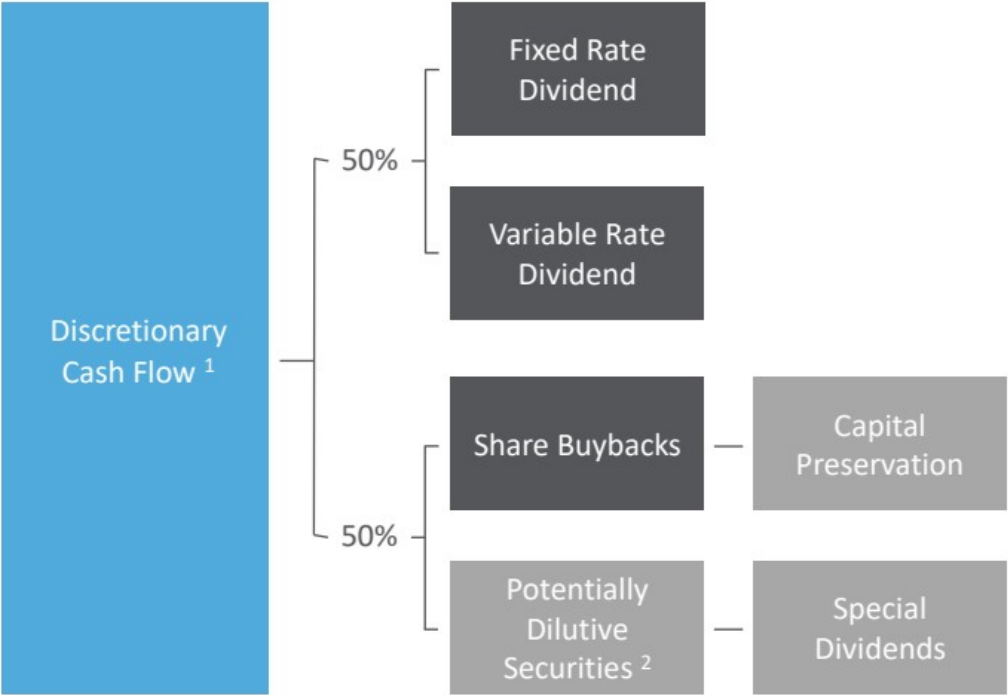 Fixed Rate
Dividend
50%
Variable Rate
Dividend
Discretionary
Cash Flow 1
Share Buybacks
Capital
Preservation
50%
Potentially
Dilutive
Securities 2
Special
Dividends